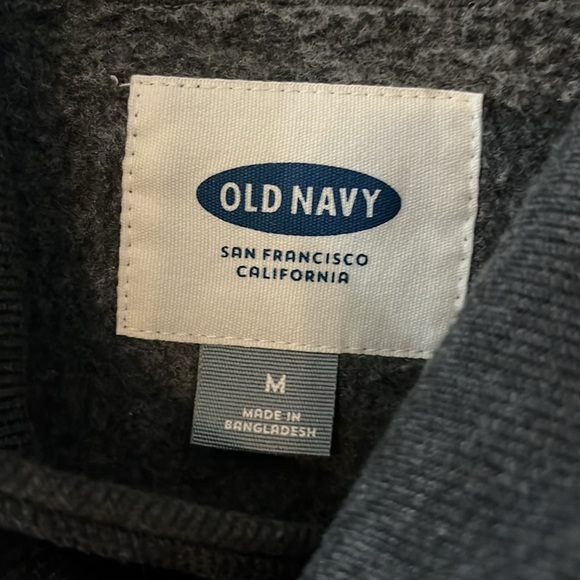 OLD NAVY
SAN FRANCISCO
CALIFORNIA
M
MADE IN
BANGLADESH